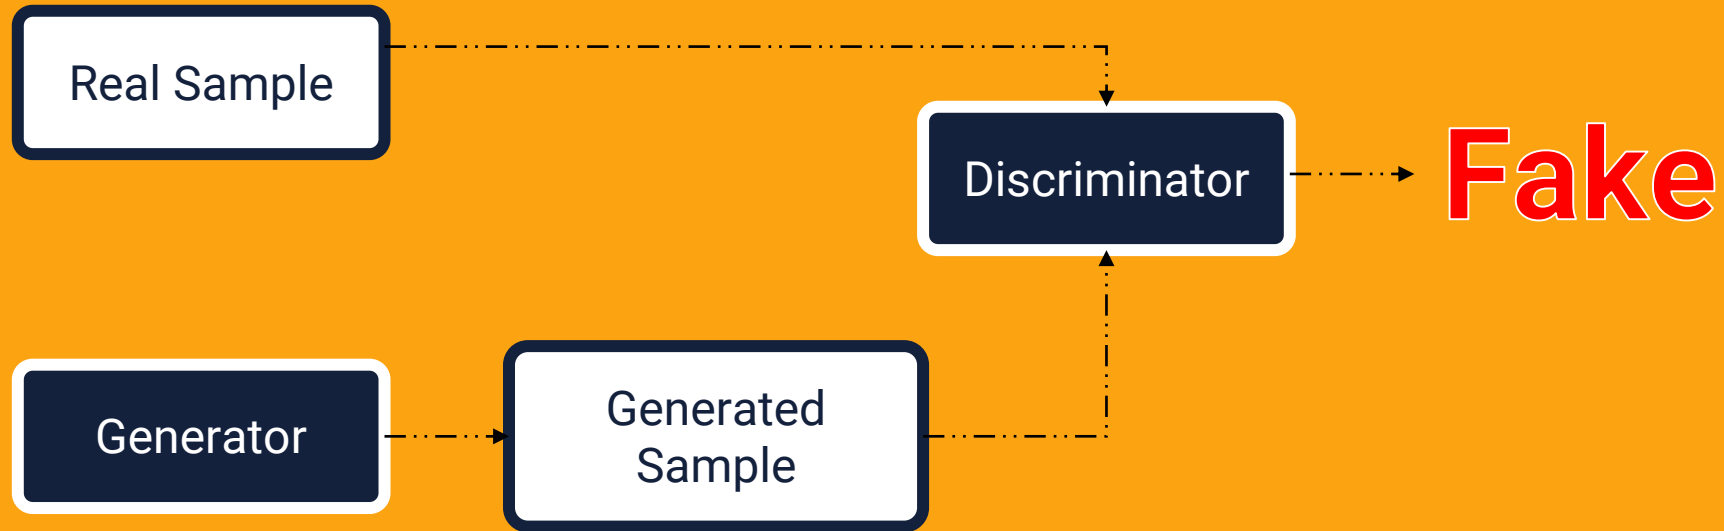 Real Sample
Discriminator
Fake
Generator
Generated
Sample